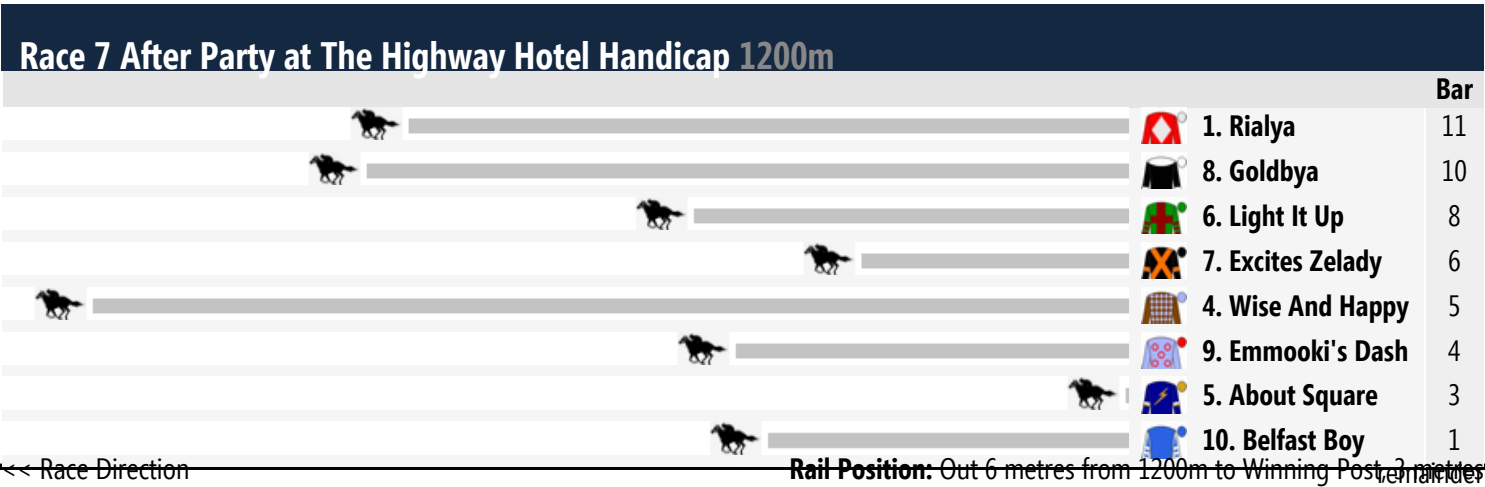 Race 7 After Party at The Highway Hotel Handicap 1200m
Bar
1. Rialya 11
8. Goldbya 10
6. Light It Up 8
7. Excites Zelady 6
4. Wise And Happy 5
9. Emmooki's Dash 4
5. About Square 3
10. Belfast Boy 1
<< Race Direction Rail Position: Out 6 metres from 1200m to Winning Post, 3 metres
remainder